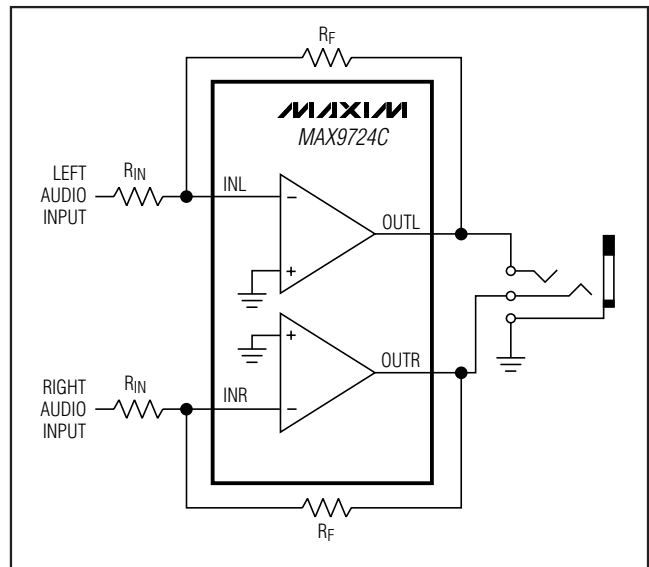 RF
MAXIM
MAX9724C
LEFT
AUDIO
INPUT
RIN
INL
−
OUTL
+
+
OUTR
RIGHT
AUDIO
INPUT
RIN
INR
−
RF